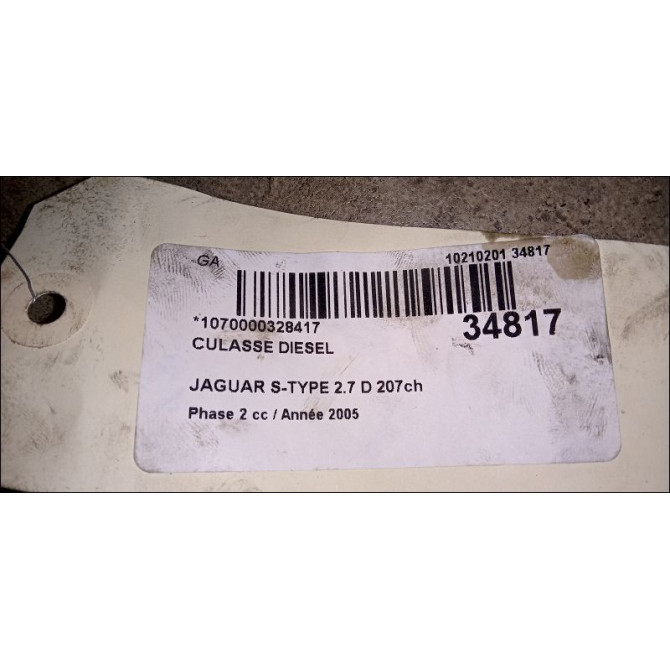 GA
10210201 34817
*1070000328417
34817
CULASSE DIESEL
JAGUAR S-TYPE 2.7 D 207ch
Phase 2 cc / Année 2005